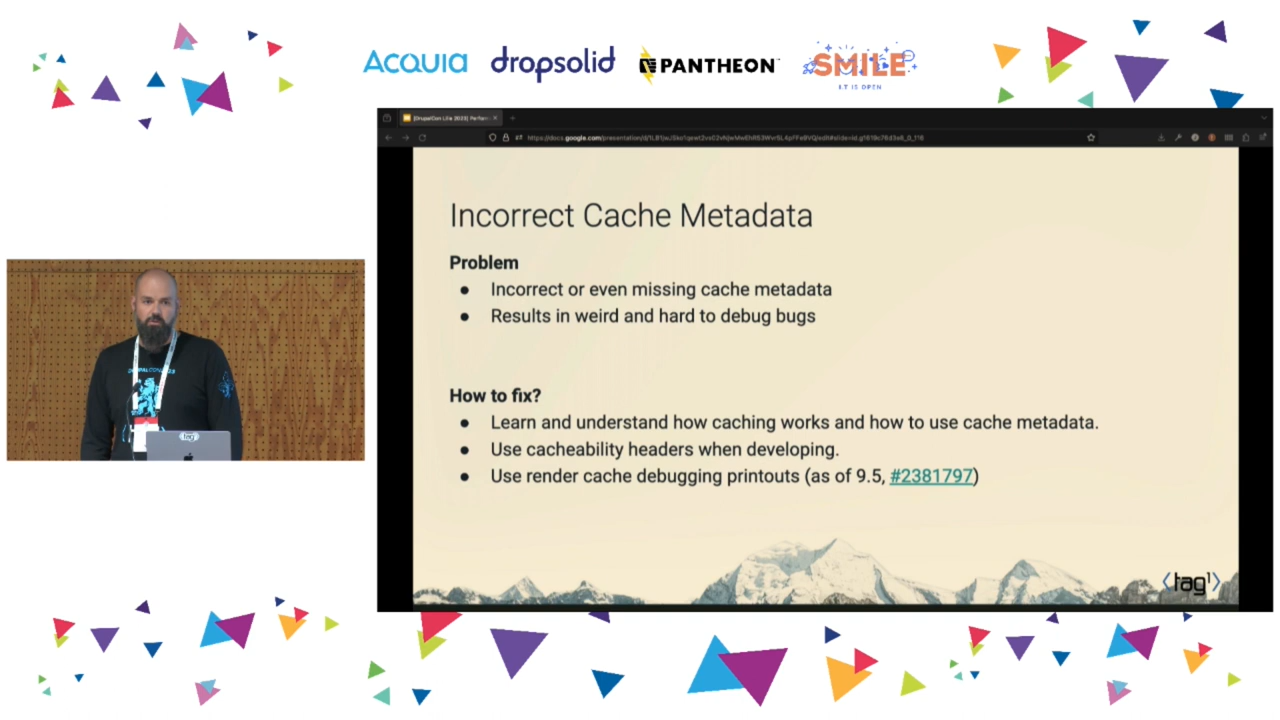 ACQUIA dropsolid PANTHEON SMILE
I.T IS OPEN
Incorrect Cache Metadata
Problem
● Incorrect or even missing cache metadata
● Results in weird and hard to debug bugs
How to fix?
● Learn and understand how caching works and how to use cache metadata.
● Use cacheability headers when developing.
● Use render cache debugging printouts (as of 9.5, #2381797)
tag1
tag1